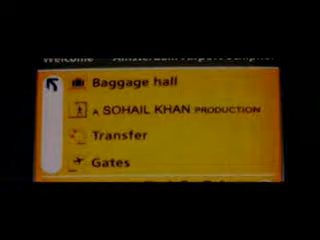 Welcome
Baggage hall
A SOHAIL KHAN PRODUCTION
Transfer
Gates